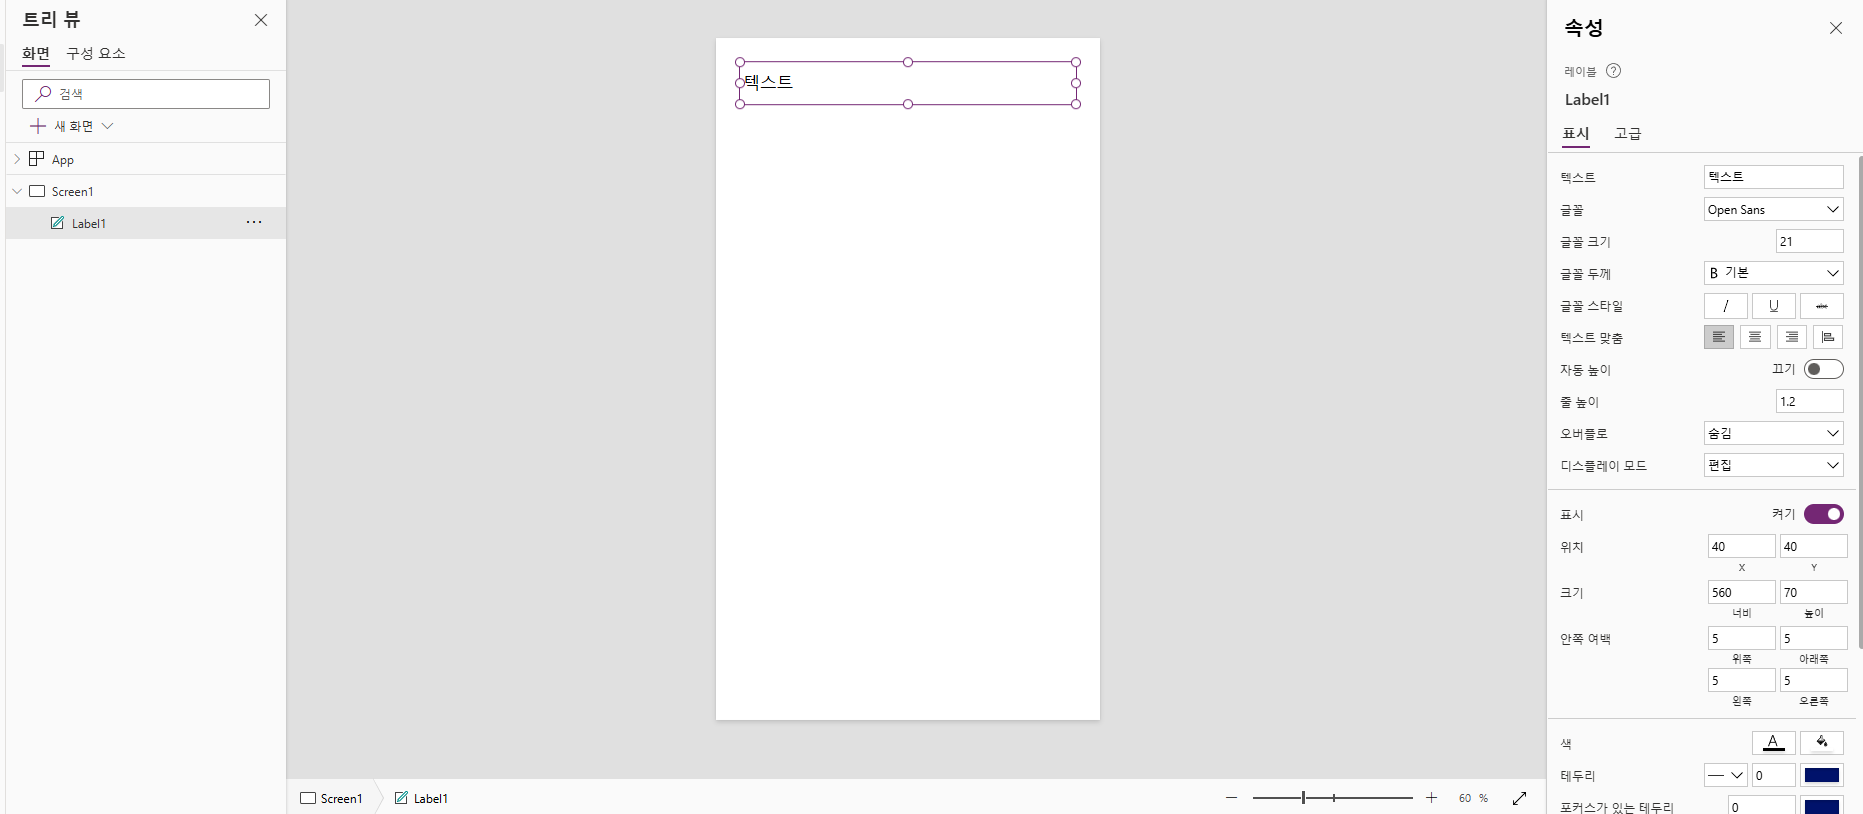 트리 뷰
화면 구성 요소
검색
새 화면
App
Screen1
Label1
텍스트
Screen1 Label1
60 %
속성
레이블 ?
Label1
표시 고급
텍스트 텍스트
글꼴 Open Sans
글꼴 크기 21
글꼴 두께 B 기본
글꼴 스타일 / U abc
텍스트 맞춤
자동 높이 끄기
줄 높이 1.2
오버플로 숨김
디스플레이 모드 편집
표시 켜기
위치 40 40
X Y
크기 560 70
너비 높이
안쪽 여백 5 5
위쪽 아래쪽
5 5
왼쪽 오른쪽
색 A
테두리 0
포커스가 있는 테두리 0